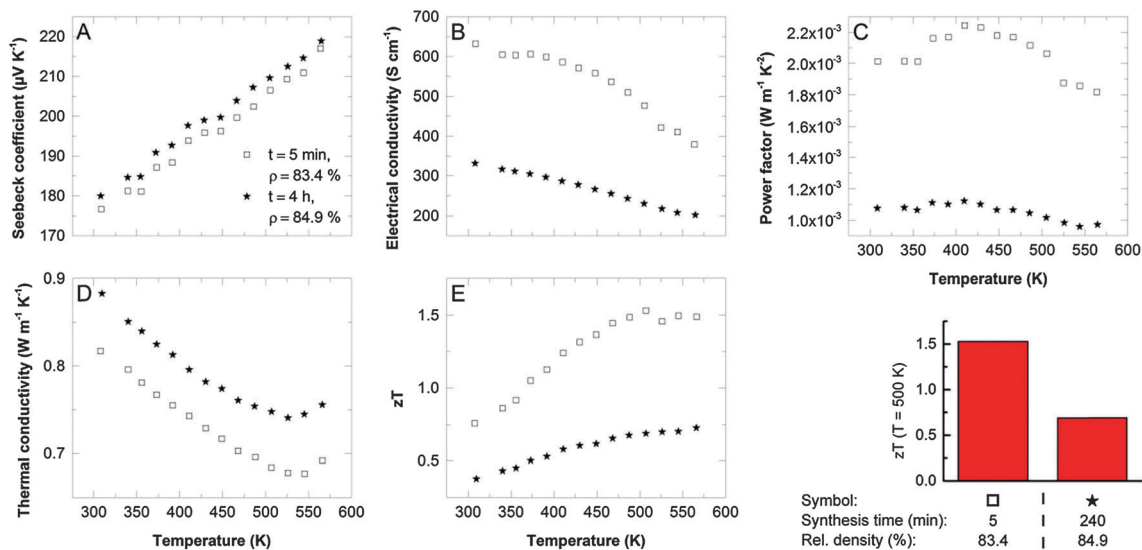 A
Seebeck coefficient (µV K⁻¹)
220
210
200
190
180
170
t = 5 min,
ρ = 83.4 %
t = 4 h,
ρ = 84.9 %
B
Electrical conductivity (S cm⁻¹)
700
600
500
400
300
200
C
Power factor (W m⁻¹ K⁻²)
2.2x10⁻³
2.0x10⁻³
1.8x10⁻³
1.6x10⁻³
1.4x10⁻³
1.2x10⁻³
1.0x10⁻³
300 350 400 450 500 550 600
Temperature (K)
D
Thermal conductivity (W m⁻¹ K⁻¹)
0.9
0.8
0.7
300 350 400 450 500 550 600
Temperature (K)
E
zT
2.0
1.5
1.0
0.5
300 350 400 450 500 550 600
Temperature (K)
zT (T = 500 K)
1.5
1.0
0.5
0.0
Symbol: □ | ★
Synthesis time (min): 5 | 240
Rel. density (%): 83.4 | 84.9